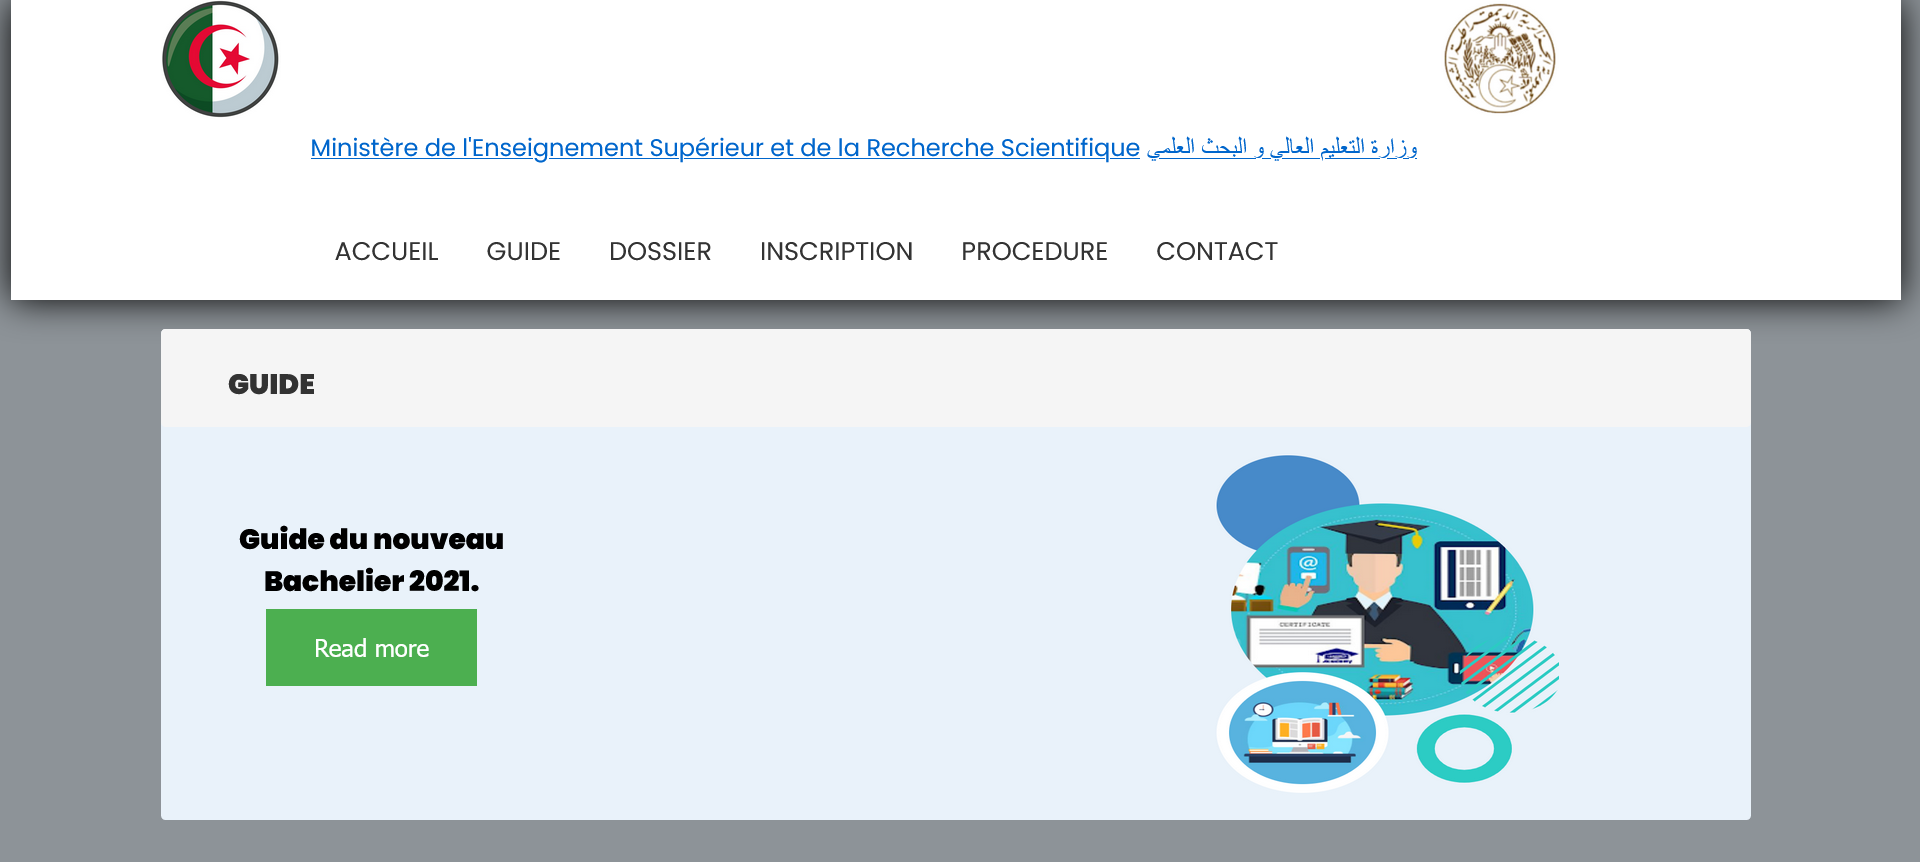 Ministère de l'Enseignement Supérieur et de la Recherche Scientifique وزارة التعليم العالي و البحث العلمي
ACCUEIL GUIDE DOSSIER INSCRIPTION PROCEDURE CONTACT
GUIDE
Guide du nouveau
Bachelier 2021.
Read more
@
CERTIFICATE
Academy